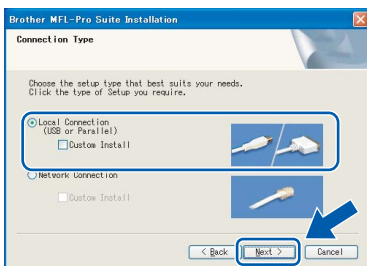 Brother MFL-Pro Suite Installation
Connection Type
Choose the setup type that best suits your needs.
Click the type of Setup you require.
Local Connection
(USB or Parallel)
Custom Install
Network Connection
Custom Install
< Back
Next >
Cancel